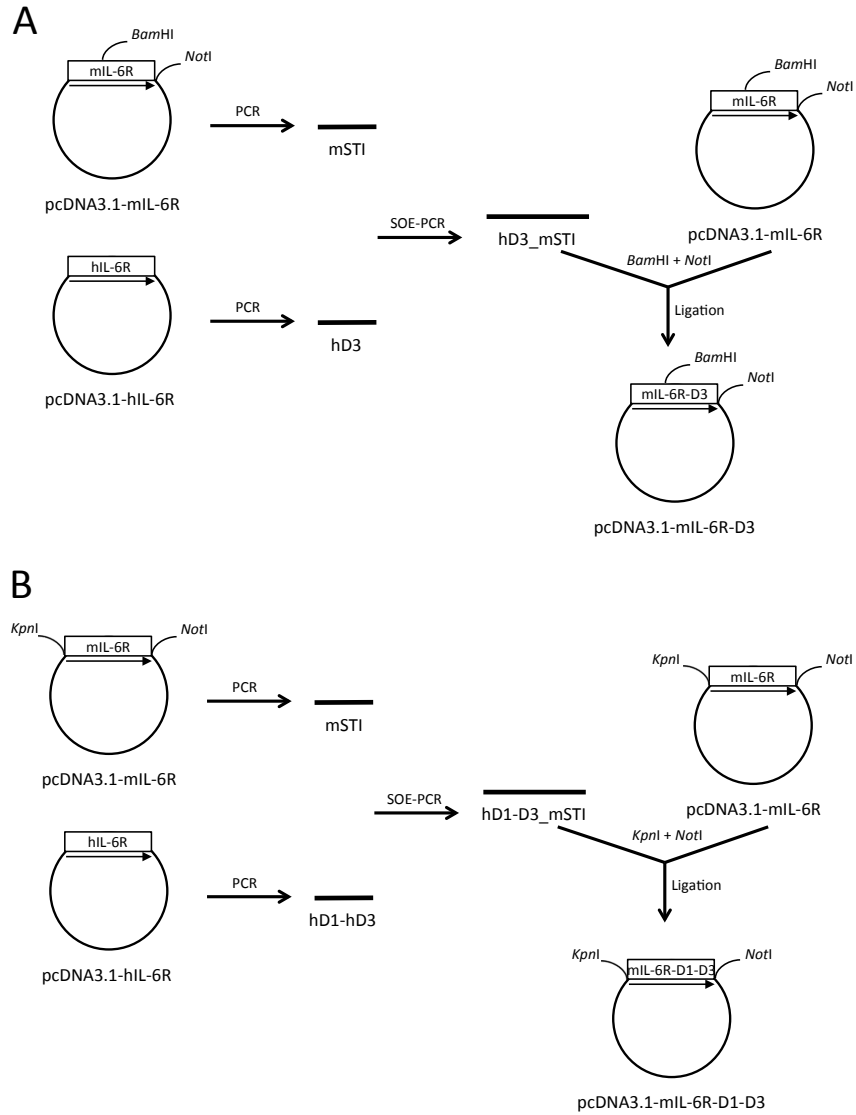 A
BamHI
NotI
mIL-6R
PCR
mSTI
pcDNA3.1-mIL-6R
BamHI
NotI
mIL-6R
pcDNA3.1-mIL-6R
SOE-PCR
hD3_mSTI
BamHI + NotI
hIL-6R
PCR
hD3
pcDNA3.1-hIL-6R
Ligation
BamHI
NotI
mIL-6R-D3
pcDNA3.1-mIL-6R-D3
B
KpnI
NotI
mIL-6R
PCR
mSTI
pcDNA3.1-mIL-6R
KpnI
NotI
mIL-6R
pcDNA3.1-mIL-6R
SOE-PCR
hD1-D3_mSTI
KpnI + NotI
hIL-6R
PCR
hD1-hD3
pcDNA3.1-hIL-6R
Ligation
KpnI
NotI
mIL-6R-D1-D3
pcDNA3.1-mIL-6R-D1-D3